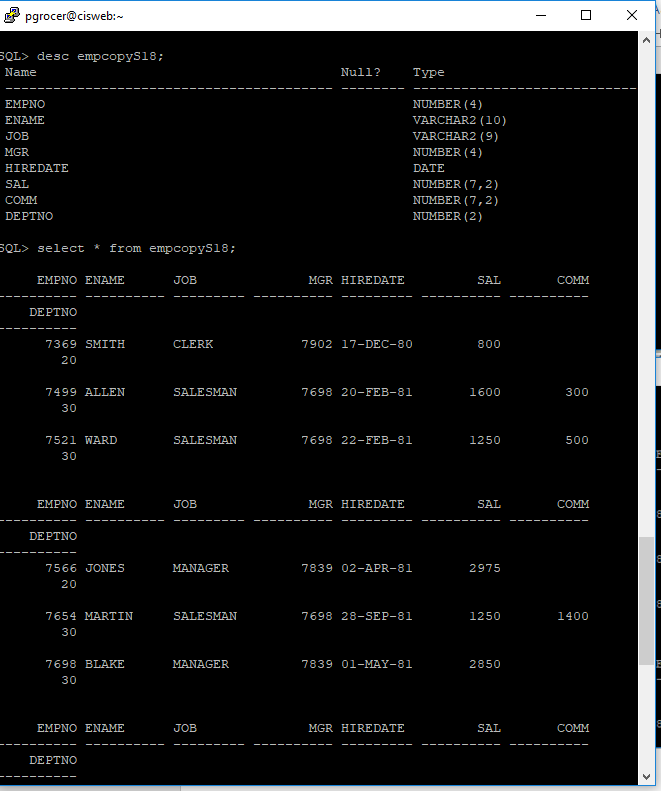 pgrocer@cisweb:~
SQL> desc empcopyS18;
Name Null? Type
----------------------------------------- -------- ----------------------------
EMPNO NUMBER(4)
ENAME VARCHAR2(10)
JOB VARCHAR2(9)
MGR NUMBER(4)
HIREDATE DATE
SAL NUMBER(7,2)
COMM NUMBER(7,2)
DEPTNO NUMBER(2)
SQL> select * from empcopyS18;
EMPNO ENAME JOB MGR HIREDATE SAL COMM
---------- ---------- --------- ---------- --------- ---------- ----------
DEPTNO
----------
7369 SMITH CLERK 7902 17-DEC-80 800
20
7499 ALLEN SALESMAN 7698 20-FEB-81 1600 300
30
7521 WARD SALESMAN 7698 22-FEB-81 1250 500
30
EMPNO ENAME JOB MGR HIREDATE SAL COMM
---------- ---------- --------- ---------- --------- ---------- ----------
DEPTNO
----------
7566 JONES MANAGER 7839 02-APR-81 2975
20
7654 MARTIN SALESMAN 7698 28-SEP-81 1250 1400
30
7698 BLAKE MANAGER 7839 01-MAY-81 2850
30
EMPNO ENAME JOB MGR HIREDATE SAL COMM
---------- ---------- --------- ---------- --------- ---------- ----------
DEPTNO
----------